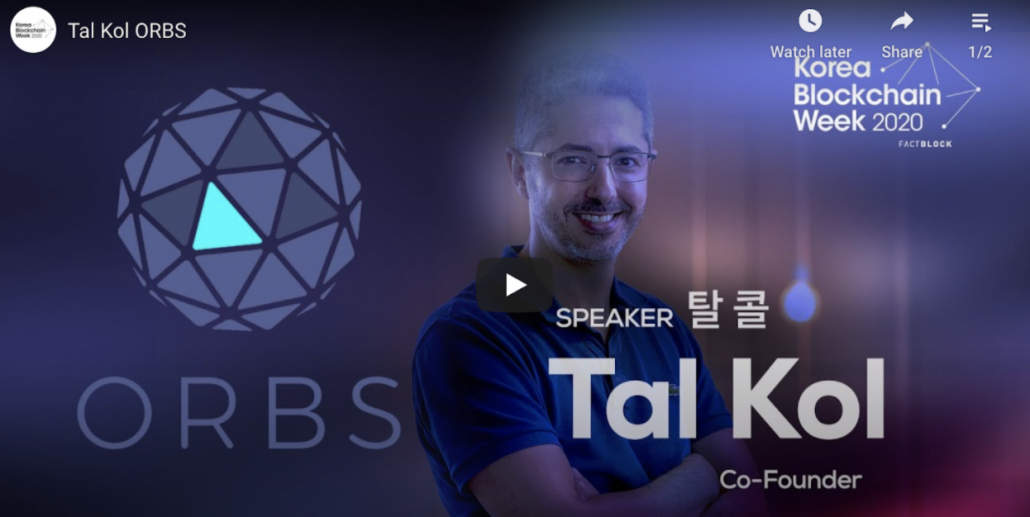 Korea
Blockchain
Week 2020
Tal Kol ORBS
Watch later
Share
1/2
Korea
Blockchain
Week 2020
FACTBLOCK
SPEAKER 탈 콜
Tal Kol
ORBS
Co-Founder